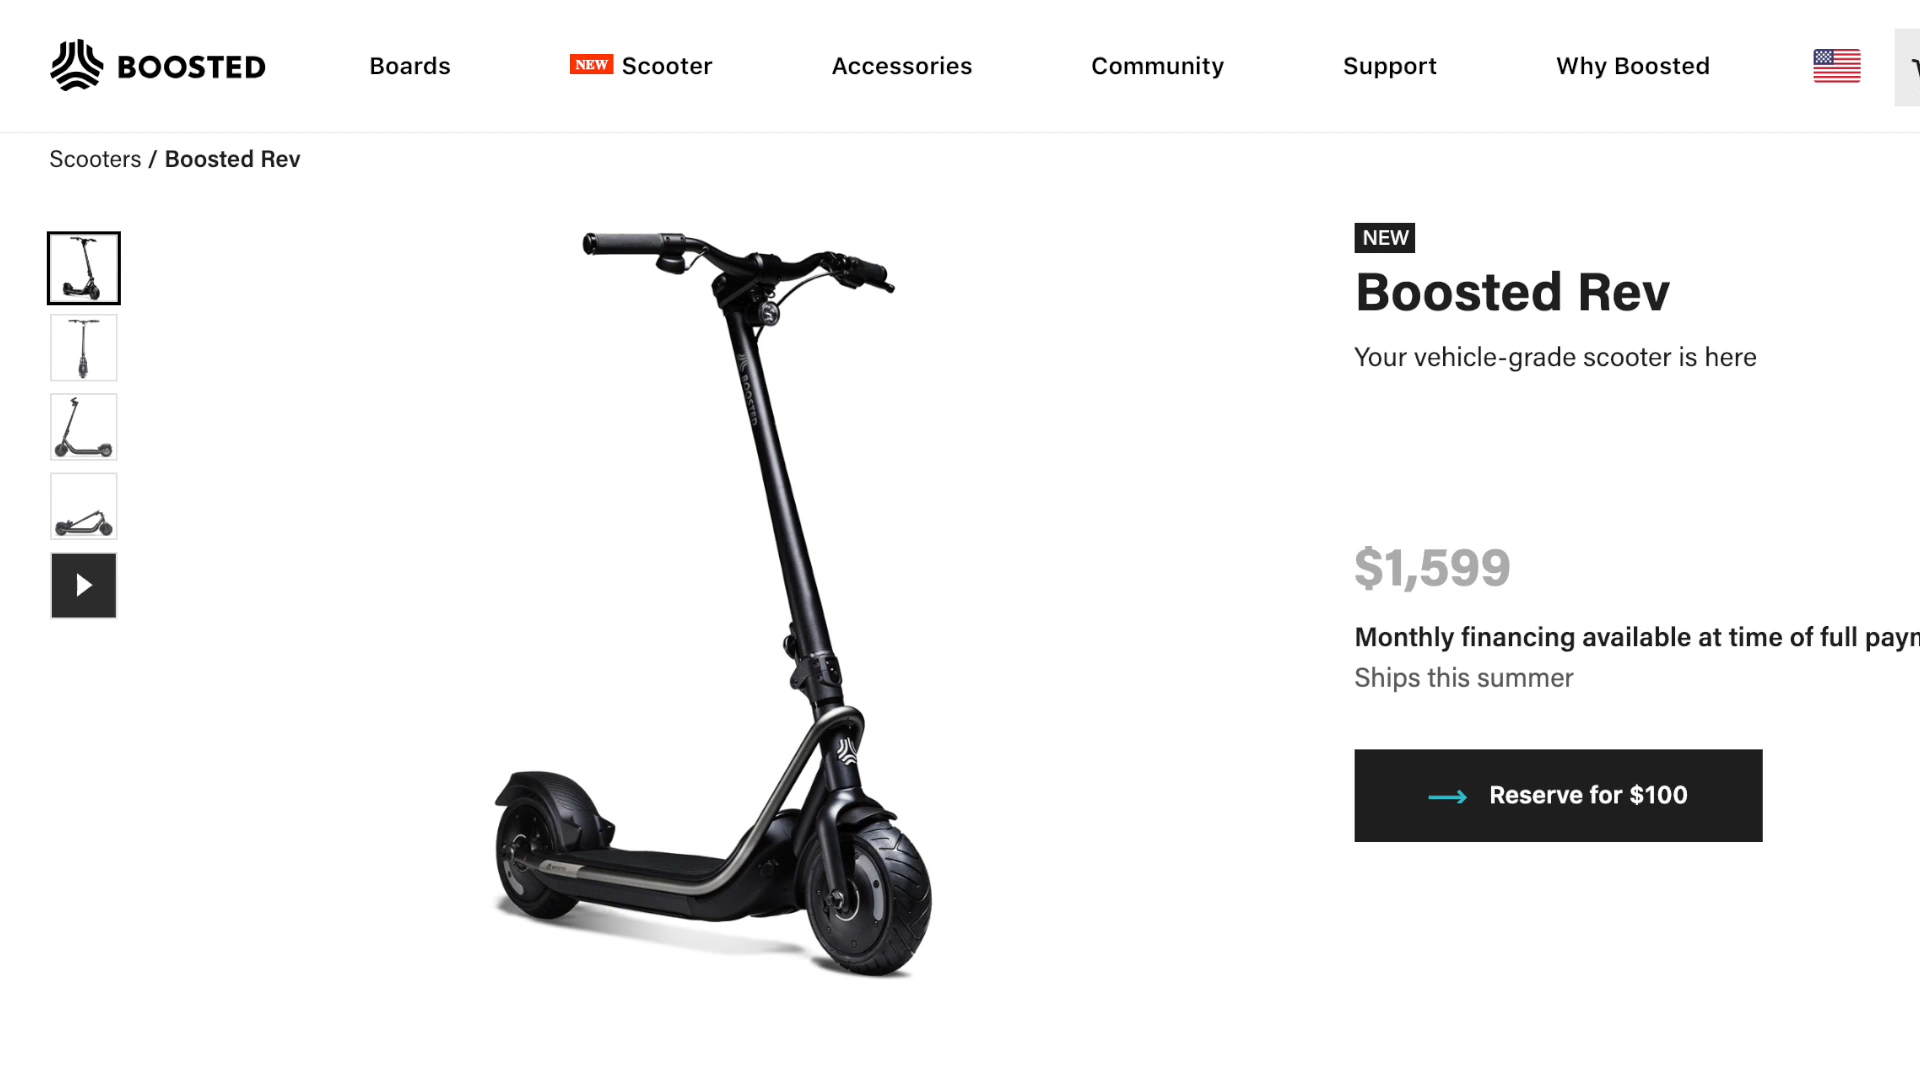 BOOSTED
Boards
NEW Scooter
Accessories
Community
Support
Why Boosted
Scooters / Boosted Rev
NEW
Boosted Rev
Your vehicle-grade scooter is here
BOOSTED
$1,599
Monthly financing available at time of full
Ships this summer
Reserve for $100